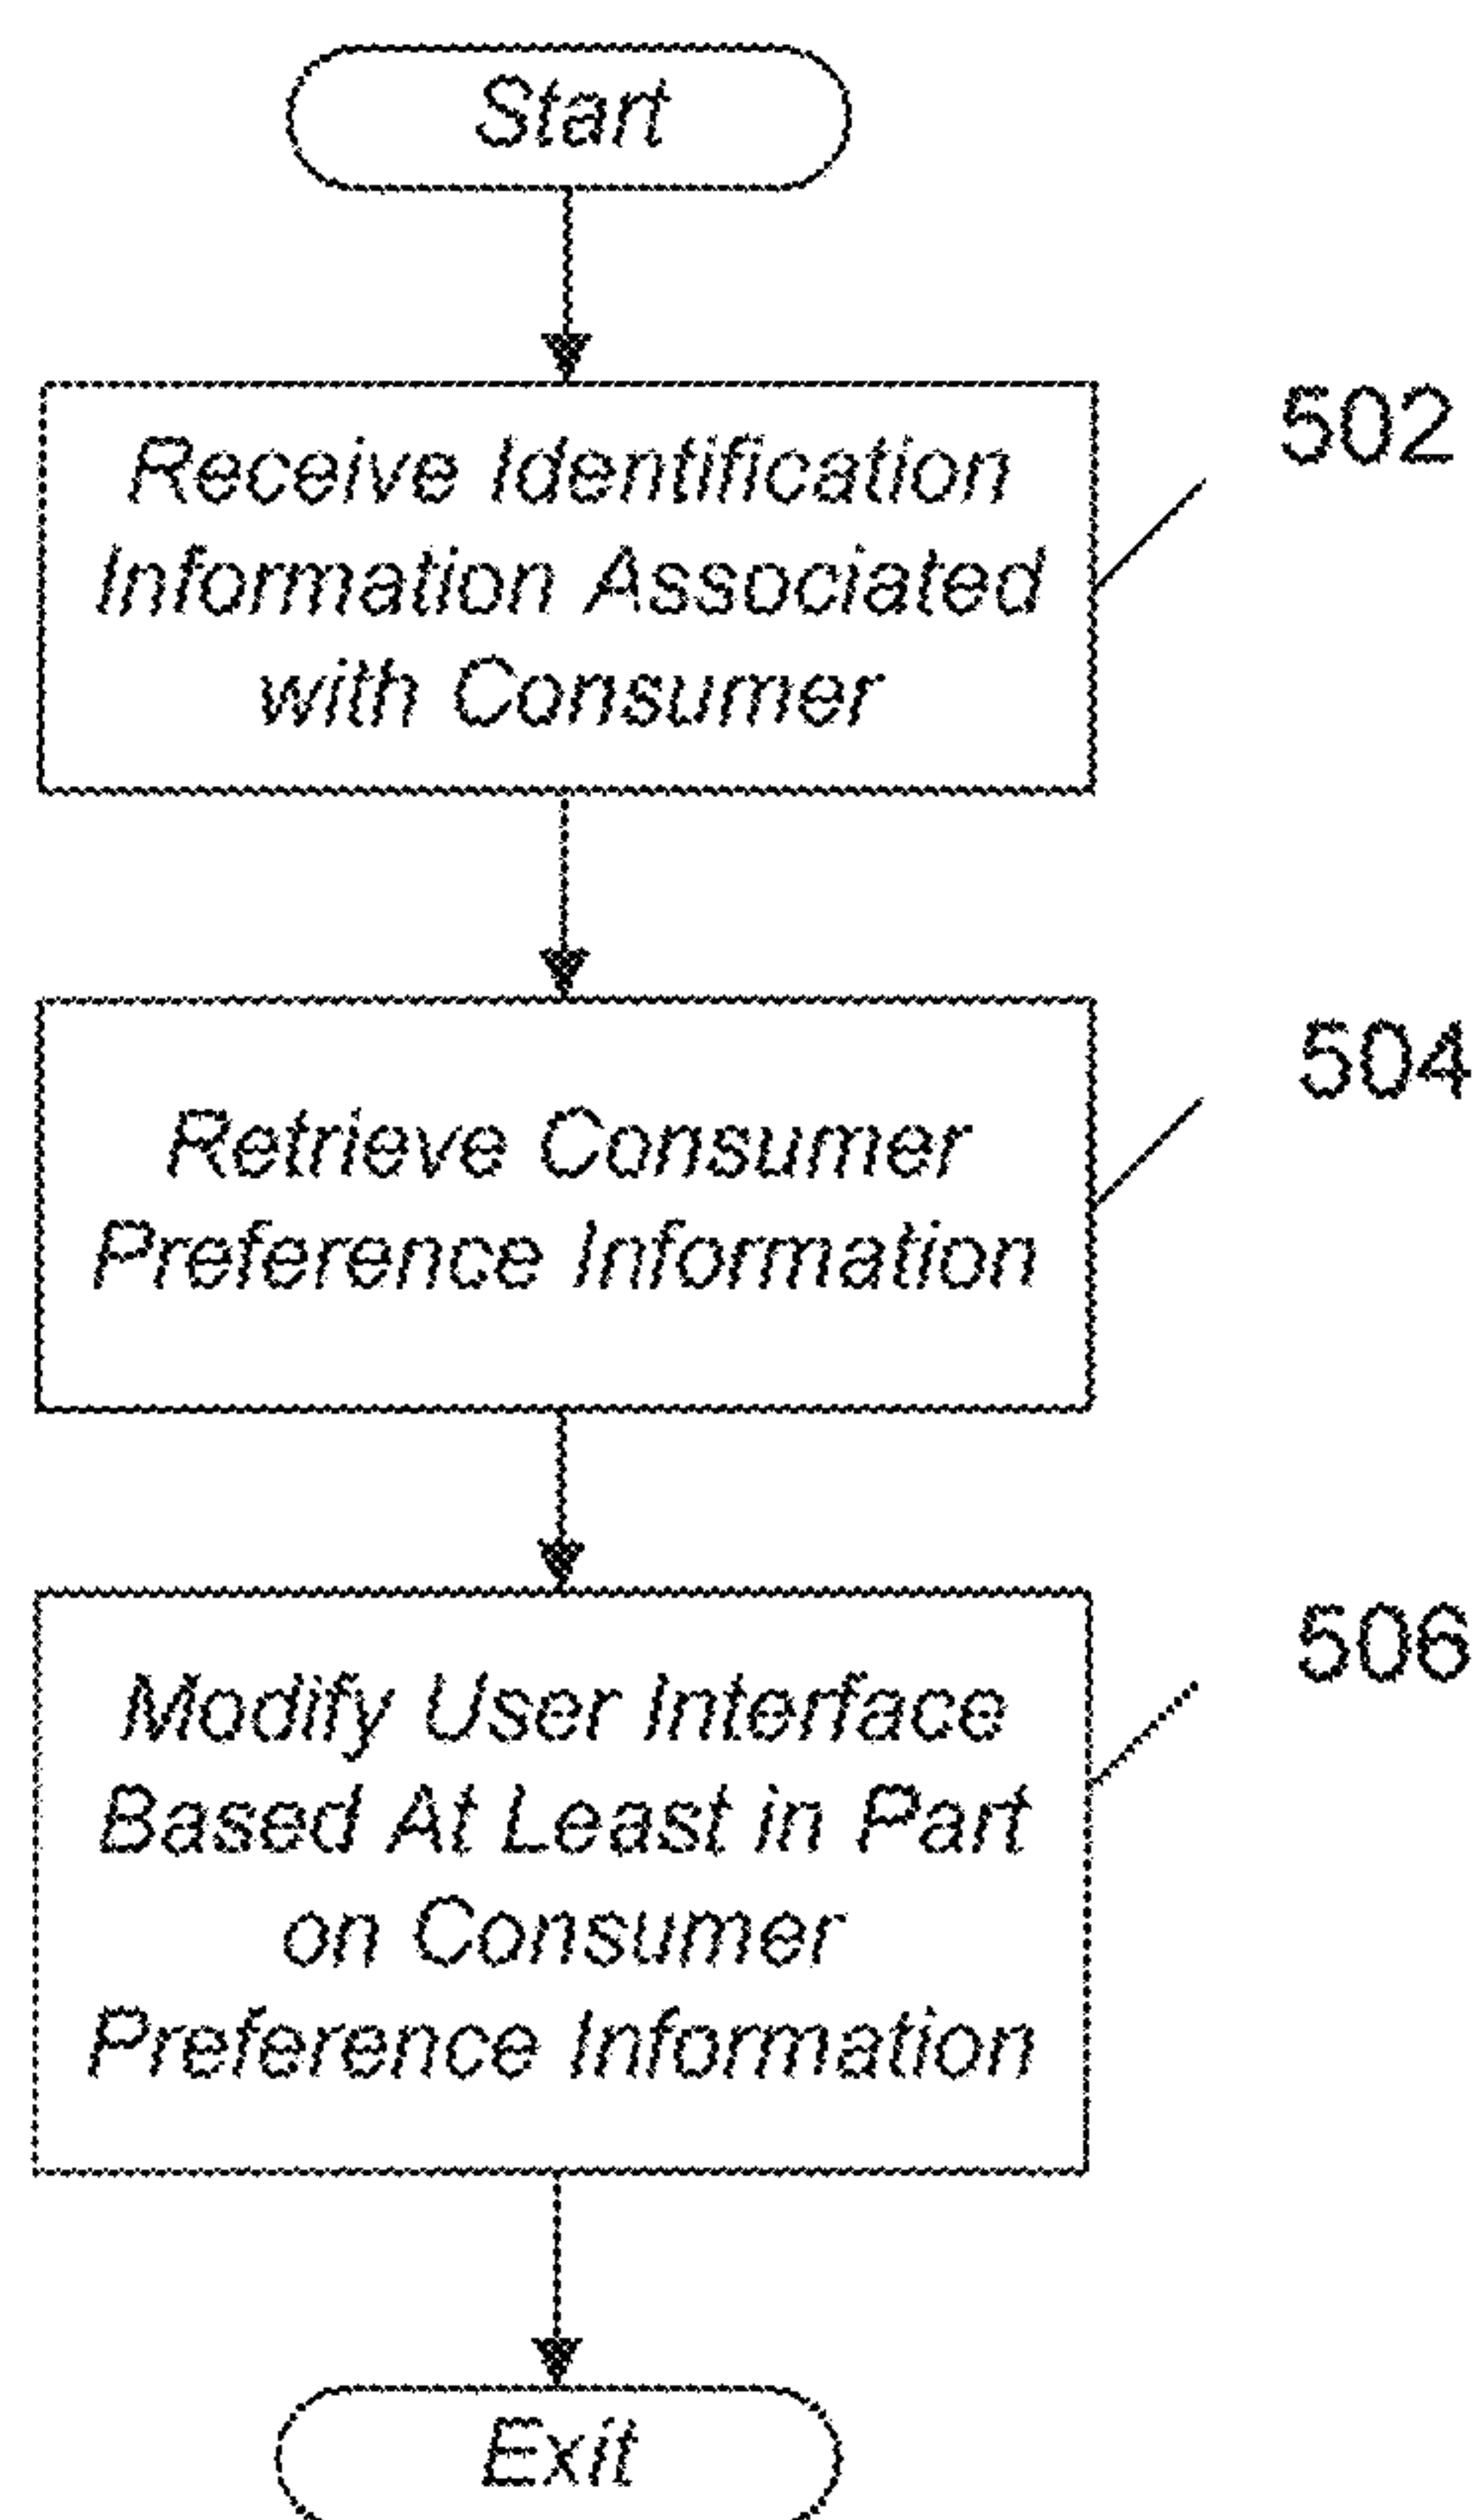 Start
Receive Identification
Information Associated
with Consumer
502
Retrieve Consumer
Preference Information
504
Modify User Interface
Based At Least in Part
on Consumer
Preference Information
506
Exit